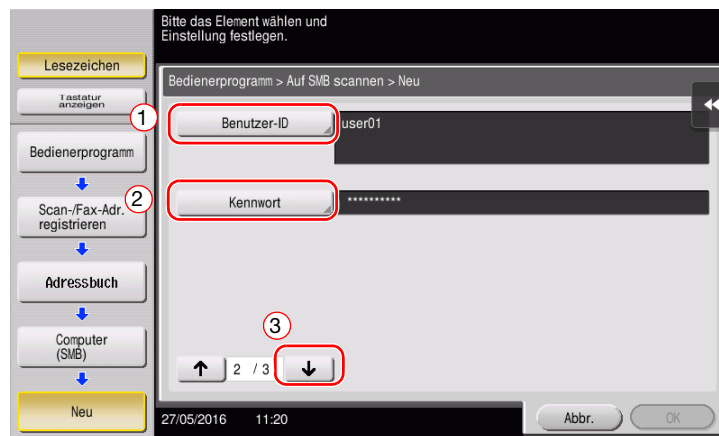 Bitte das Element wählen und
Einstellung festlegen.
Lesezeichen
Tastatur
anzeigen
Bedienerprogramm > Auf SMB scannen > Neu
1
Benutzer-ID
user01
Bedienerprogramm
2
Kennwort
**********
Scan-/Fax-Adr.
registrieren
Adressbuch
3
Computer
(SMB)
↑ 2 / 3 ↓
Neu
27/05/2016 11:20
Abbr.
OK